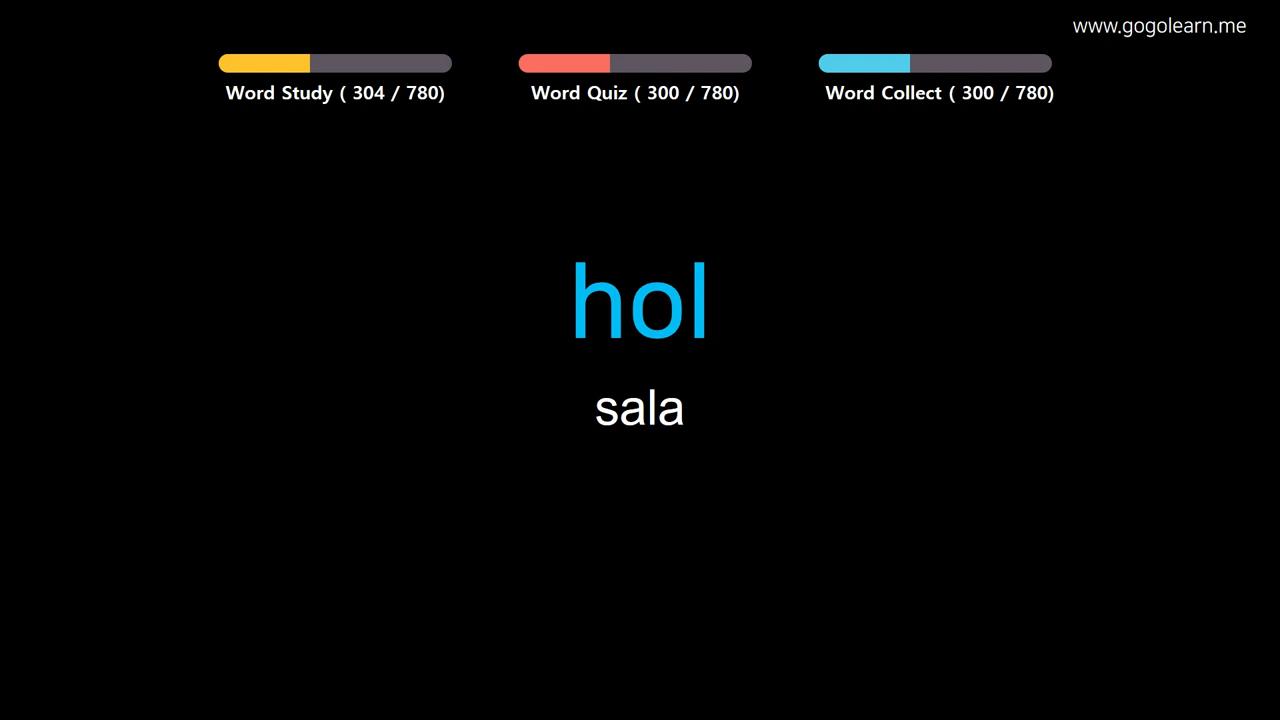 www.gogolearn.me
Word Study ( 304 / 780)
Word Quiz ( 300 / 780)
Word Collect ( 300 / 780)
hol
sala